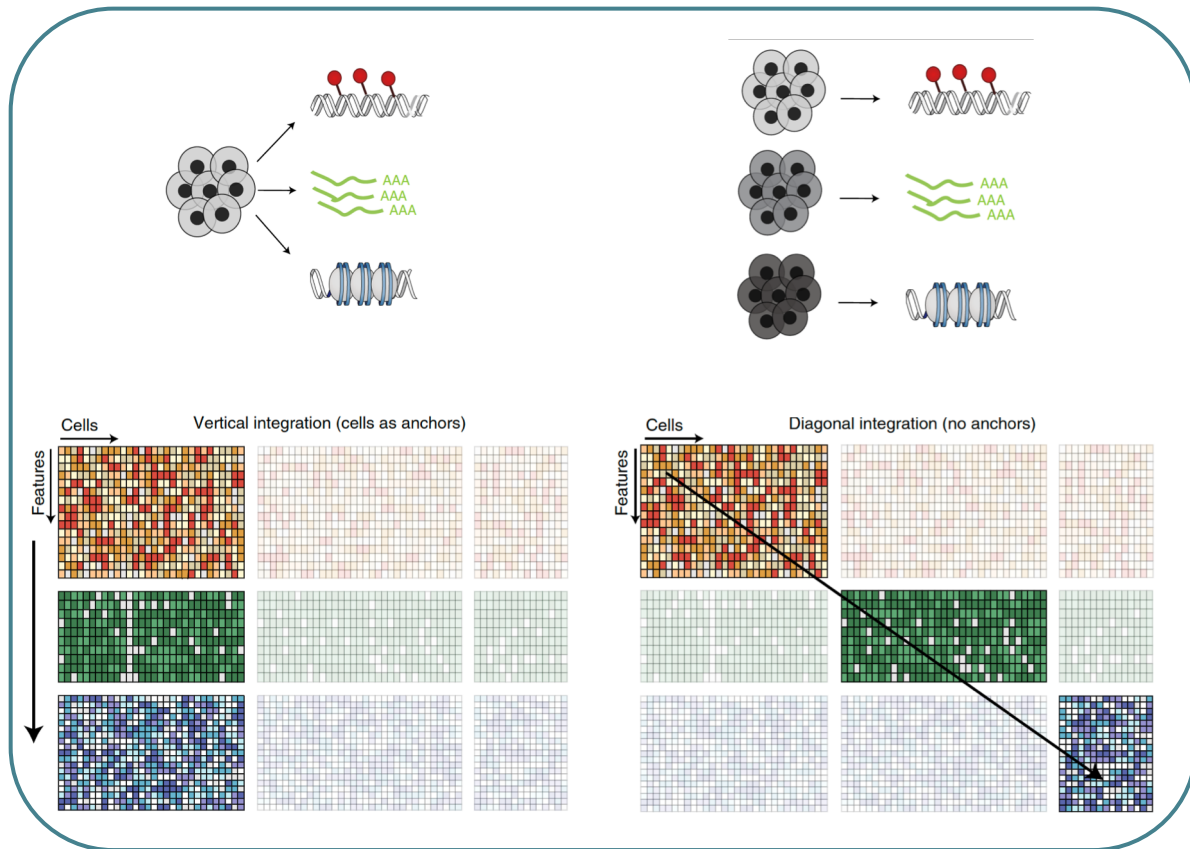 AAA
AAA
AAA
AAA
AAA
AAA
Cells
Vertical integration (cells as anchors)
Features
Cells
Diagonal integration (no anchors)
Features